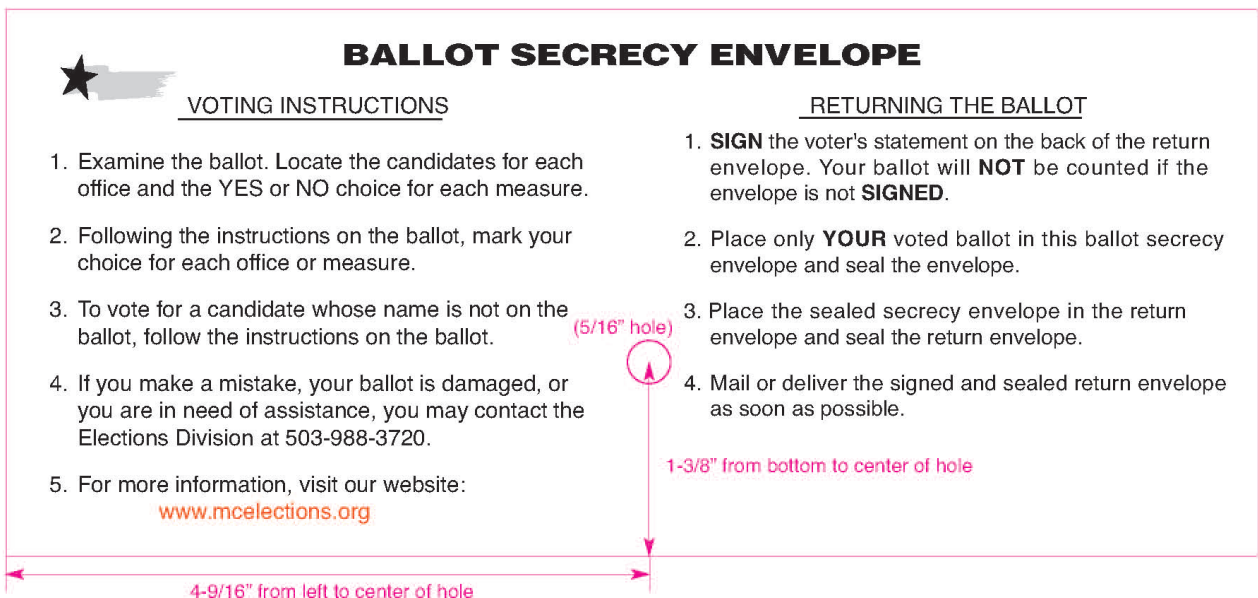 BALLOT SECRECY ENVELOPE
VOTING INSTRUCTIONS
1. Examine the ballot. Locate the candidates for each
office and the YES or NO choice for each measure.
2. Following the instructions on the ballot, mark your
choice for each office or measure.
3. To vote for a candidate whose name is not on the
ballot, follow the instructions on the ballot.
4. If you make a mistake, your ballot is damaged, or
you are in need of assistance, you may contact the
Elections Division at 503-988-3720.
5. For more information, visit our website:
www.mcelections.org
RETURNING THE BALLOT
1. SIGN the voter's statement on the back of the return
envelope. Your ballot will NOT be counted if the
envelope is not SIGNED.
2. Place only YOUR voted ballot in this ballot secrecy
envelope and seal the envelope.
3. Place the sealed secrecy envelope in the return
envelope and seal the return envelope.
4. Mail or deliver the signed and sealed return envelope
as soon as possible.
(5/16” hole)
1-3/8” from bottom to center of hole
4-9/16” from left to center of hole